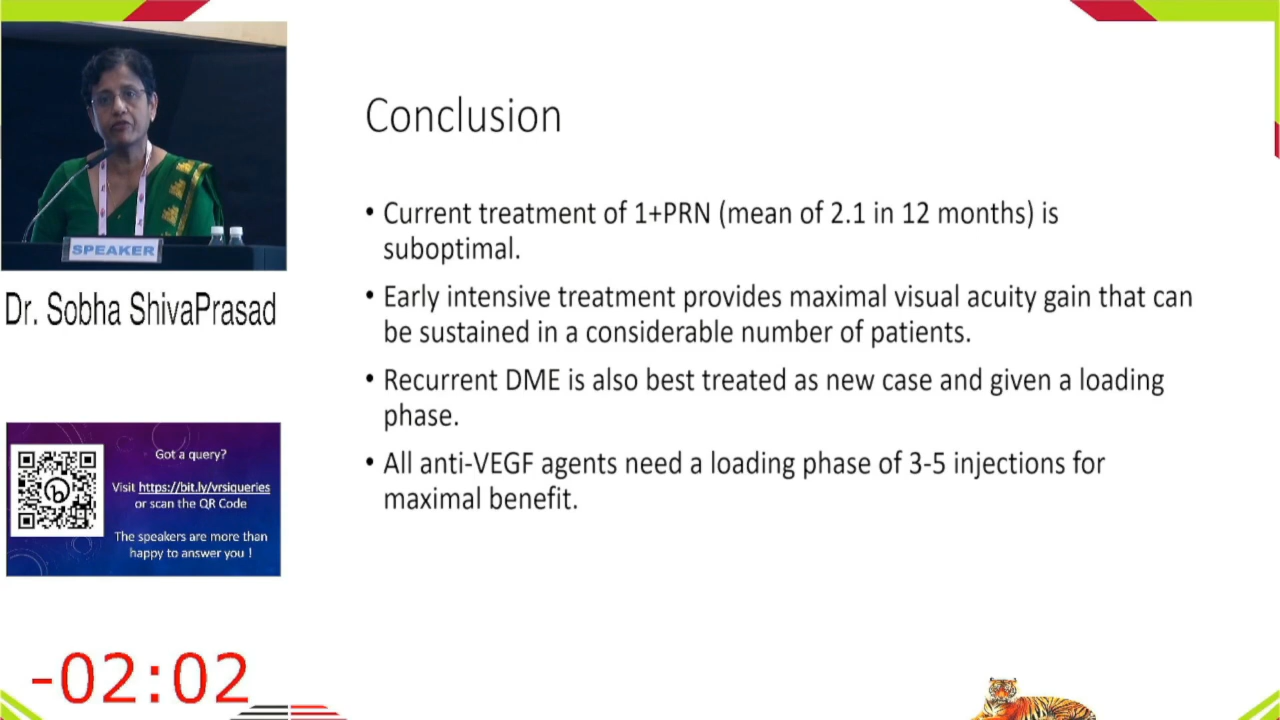 Conclusion
• Current treatment of 1+PRN (mean of 2.1 in 12 months) is
suboptimal.
• Early intensive treatment provides maximal visual acuity gain that can
be sustained in a considerable number of patients.
• Recurrent DME is also best treated as new case and given a loading
phase.
• All anti-VEGF agents need a loading phase of 3-5 injections for
maximal benefit.
SPEAKER
Dr. Sobha ShivaPrasad
Got a query?
Visit https://bit.ly/vrsiqueries
or scan the QR Code
The speakers are more than
happy to answer you !
-02:02